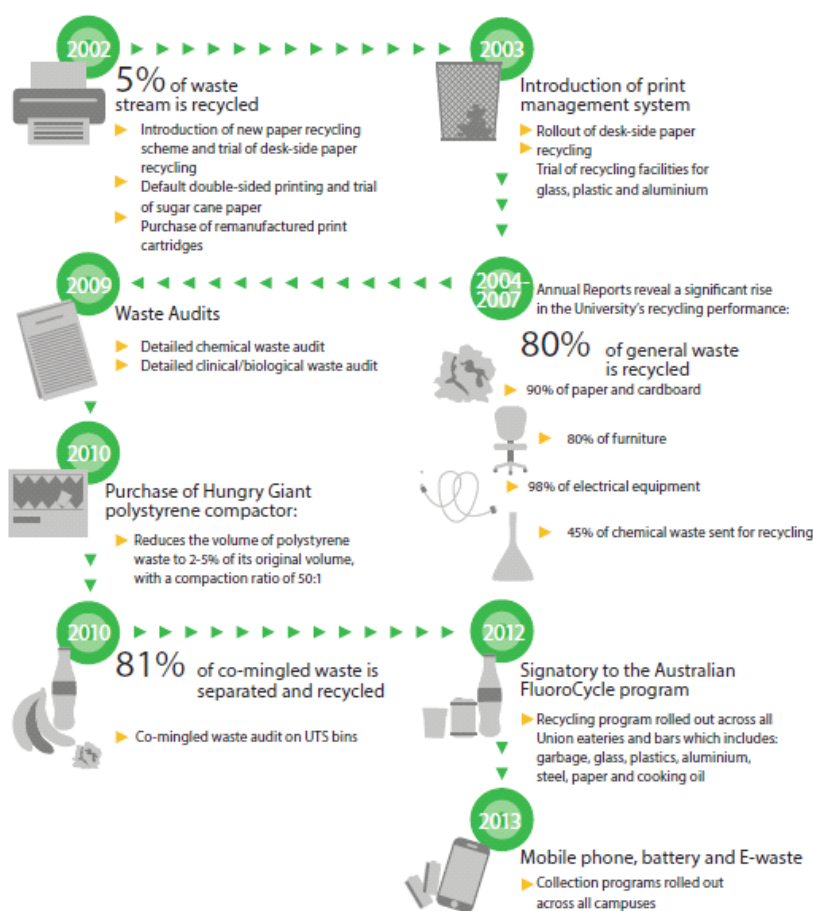 2002
5% of waste
stream is recycled
Introduction of new paper recycling
scheme and trial of desk-side paper
recycling
Default double-sided printing and trial
of sugar cane paper
Purchase of remanufactured print
cartridges
2003
Introduction of print
management system
Rollout of desk-side paper
recycling
Trial of recycling facilities for
glass, plastic and aluminium
2004-
2007
Annual Reports reveal a significant rise
in the University's recycling performance:
80% of general waste
is recycled
90% of paper and cardboard
80% of furniture
98% of electrical equipment
45% of chemical waste sent for recycling
2009
Waste Audits
Detailed chemical waste audit
Detailed clinical/biological waste audit
2010
Purchase of Hungry Giant
polystyrene compactor:
Reduces the volume of polystyrene
waste to 2-5% of its original volume,
with a compaction ratio of 50:1
2010
81% of co-mingled waste is
separated and recycled
Co-mingled waste audit on UTS bins
2012
Signatory to the Australian
FluoroCycle program
Recycling program rolled out across all
Union eateries and bars which includes:
garbage, glass, plastics, aluminium,
steel, paper and cooking oil
2013
Mobile phone, battery and E-waste
Collection programs rolled out
across all campuses